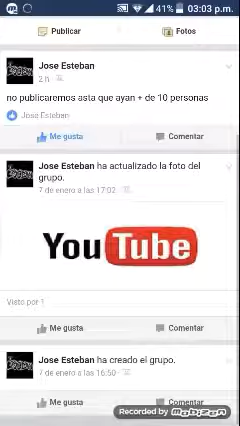 41% 03:03 p.m.
Publicar Fotos
Jose Esteban
2 h
no publicaremos asta que ayan + de 10 personas
Jose Esteban
Me gusta Comentar
Jose Esteban ha actualizado la foto del
grupo.
7 de enero a las 17:02
YouTube
Visto por 1
Me gusta Comentar
Jose Esteban ha creado el grupo.
7 de enero a las 16:50
Me gusta Comentar
Recorded by Mobizen